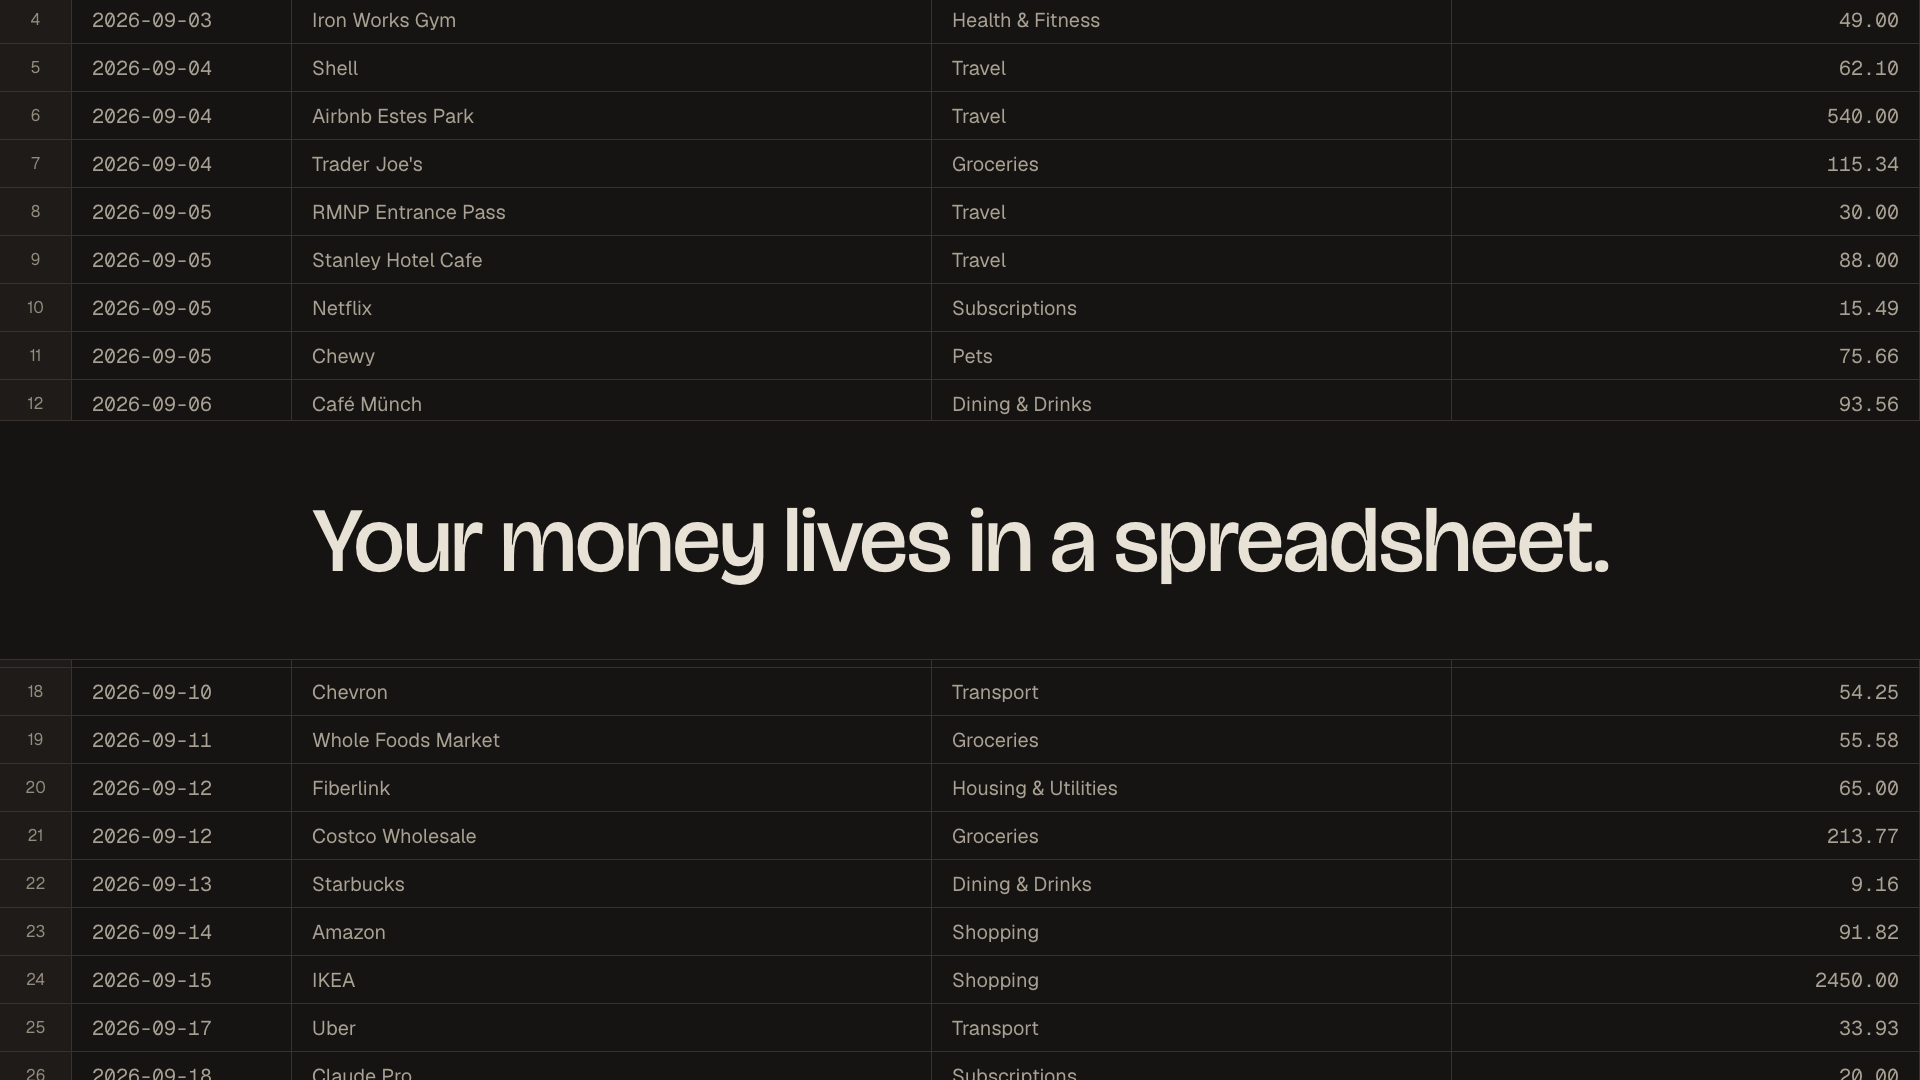 4 2026-09-03 Iron Works Gym Health & Fitness 49.00
5 2026-09-04 Shell Travel 62.10
6 2026-09-04 Airbnb Estes Park Travel 540.00
7 2026-09-04 Trader Joe's Groceries 115.34
8 2026-09-05 RMNP Entrance Pass Travel 30.00
9 2026-09-05 Stanley Hotel Cafe Travel 88.00
10 2026-09-05 Netflix Subscriptions 15.49
11 2026-09-05 Chewy Pets 75.66
12 2026-09-06 Café Münch Dining & Drinks 93.56
Your money lives in a spreadsheet.
18 2026-09-10 Chevron Transport 54.25
19 2026-09-11 Whole Foods Market Groceries 55.58
20 2026-09-12 Fiberlink Housing & Utilities 65.00
21 2026-09-12 Costco Wholesale Groceries 213.77
22 2026-09-13 Starbucks Dining & Drinks 9.16
23 2026-09-14 Amazon Shopping 91.82
24 2026-09-15 IKEA Shopping 2450.00
25 2026-09-17 Uber Transport 33.93
26 2026-09-18 Claude Pro Subscriptions 20.00